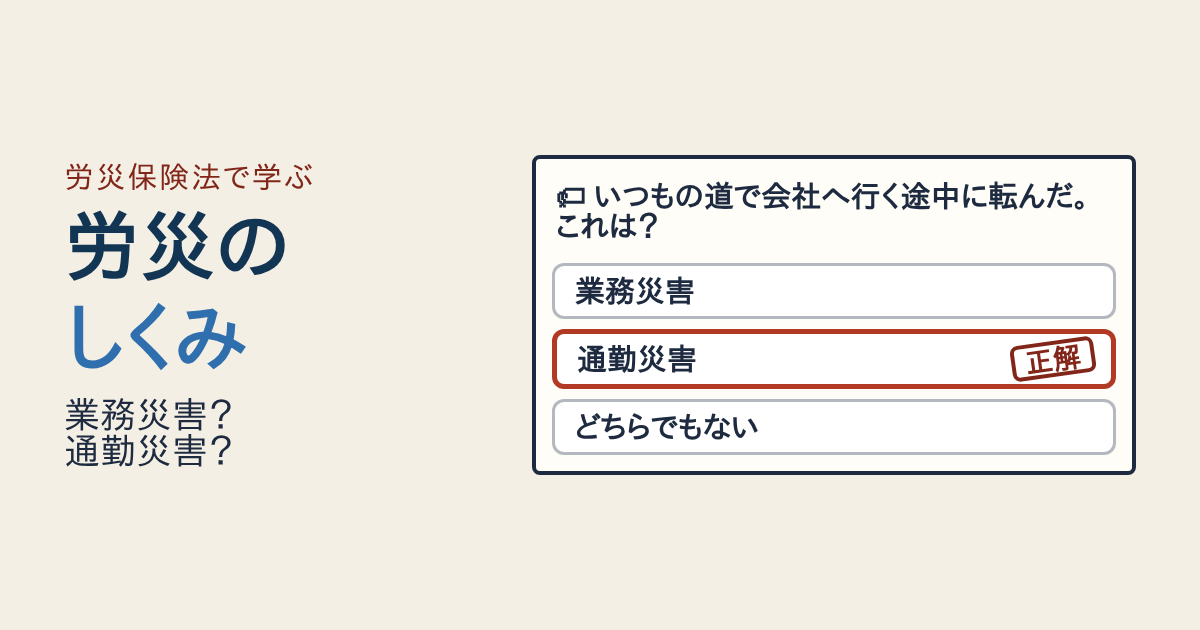 労災保険法で学ぶ
労災の
しくみ
業務災害?
通勤災害?
いつもの道で会社へ行く途中に転んだ。
これは?
業務災害
通勤災害
正解
どちらでもない